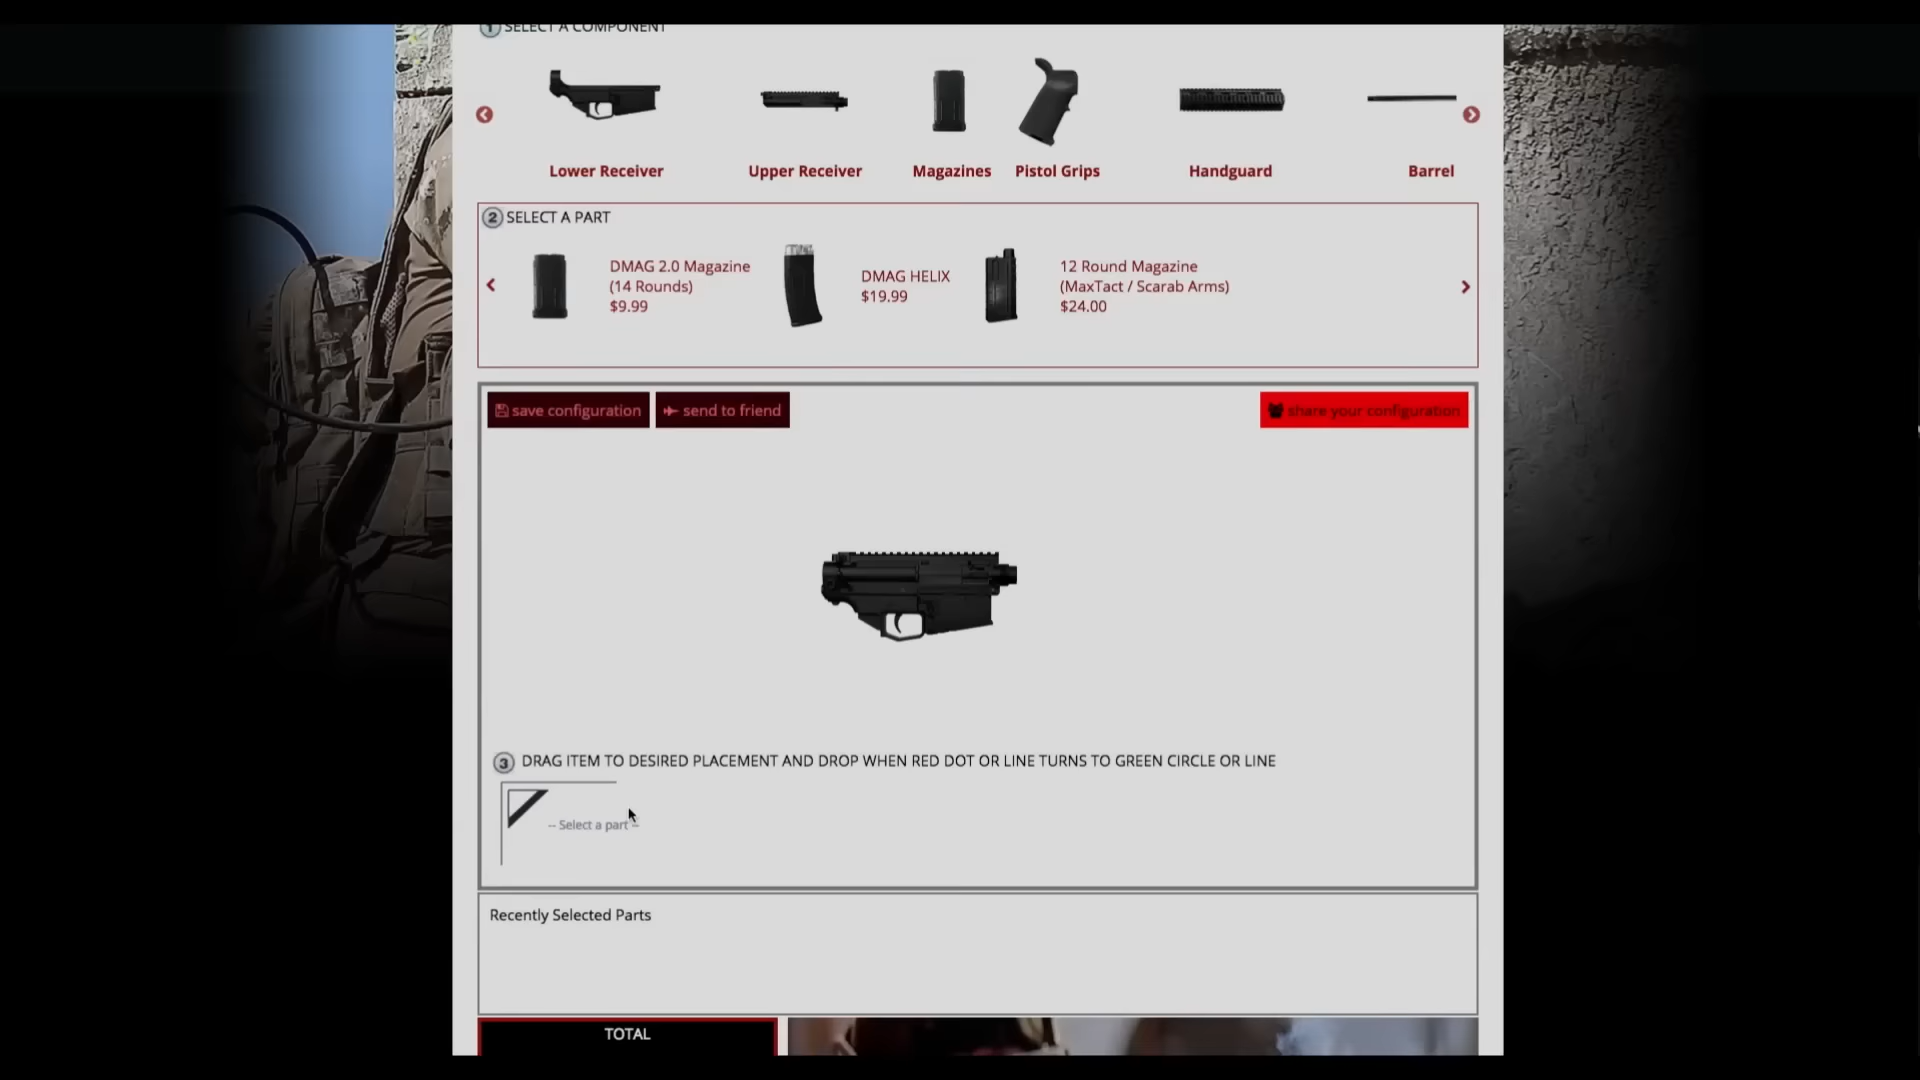 1 SELECT A COMPONENT
Lower Receiver
Upper Receiver
Magazines
Pistol Grips
Handguard
Barrel
2 SELECT A PART
DMAG 2.0 Magazine
(14 Rounds)
$9.99
DMAG HELIX
$19.99
12 Round Magazine
(MaxTact / Scarab Arms)
$24.00
save configuration
send to friend
share your configuration
3 DRAG ITEM TO DESIRED PLACEMENT AND DROP WHEN RED DOT OR LINE TURNS TO GREEN CIRCLE OR LINE
-- Select a part --
Recently Selected Parts
TOTAL